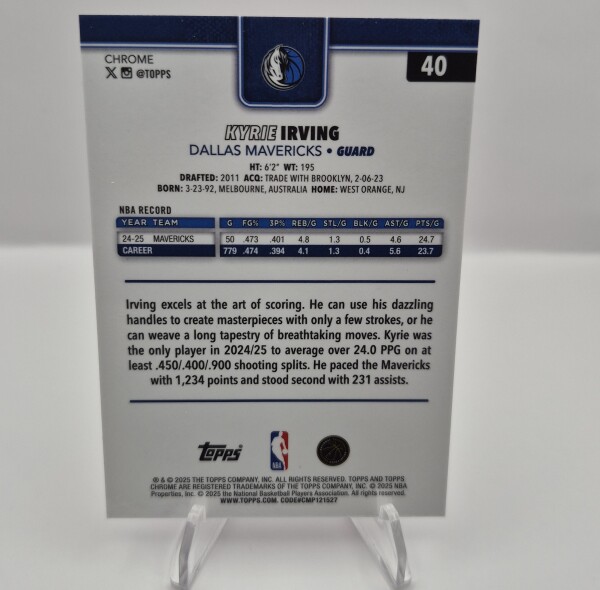 CHROME
40
X @TOPPS
KYRIE IRVING
DALLAS MAVERICKS • GUARD
HT: 6'2" WT: 195
DRAFTED: 2011 ACQ: TRADE WITH BROOKLYN, 2-06-23
BORN: 3-23-92, MELBOURNE, AUSTRALIA HOME: WEST ORANGE, NJ
NBA RECORD
YEAR TEAM G FG% 3P% REB/G STL/G BLK/G AST/G PTS/G
24-25 MAVERICKS 50 .473 .401 4.8 1.3 0.5 4.6 24.7
CAREER 779 .474 .394 4.1 1.3 0.4 5.6 23.7
Irving excels at the art of scoring. He can use his dazzling
handles to create masterpieces with only a few strokes, or he
can weave a long tapestry of breathtaking moves. Kyrie was
the only player in 2024/25 to average over 24.0 PPG on at
least .450/.400/.900 shooting splits. He paced the Mavericks
with 1,234 points and stood second with 231 assists.
Topps NBA
® & © 2025 THE TOPPS COMPANY, INC. ALL RIGHTS RESERVED. TOPPS AND TOPPS
CHROME ARE REGISTERED TRADEMARKS OF THE TOPPS COMPANY, INC. © 2025 NBA
Properties, Inc. © 2025 the National Basketball Players Association. All rights reserved.
WWW.TOPPS.COM. CODE#CMP121527